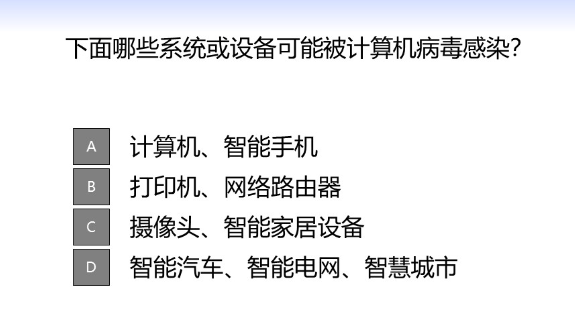 下面哪些系统或设备可能被计算机病毒感染?
A 计算机、智能手机
B 打印机、网络路由器
C 摄像头、智能家居设备
D 智能汽车、智能电网、智慧城市